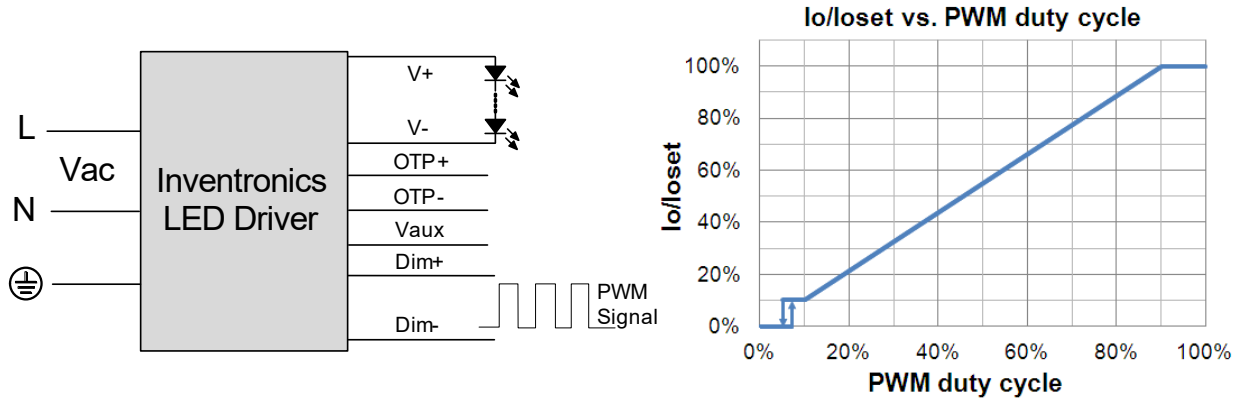 L
Vac
N
Inventronics
LED Driver
V+
V-
OTP+
OTP-
Vaux
Dim+
Dim-
PWM
Signal
Io/Ioset vs. PWM duty cycle
Io/Ioset
100%
80%
60%
40%
20%
0%
0% 20% 40% 60% 80% 100%
PWM duty cycle